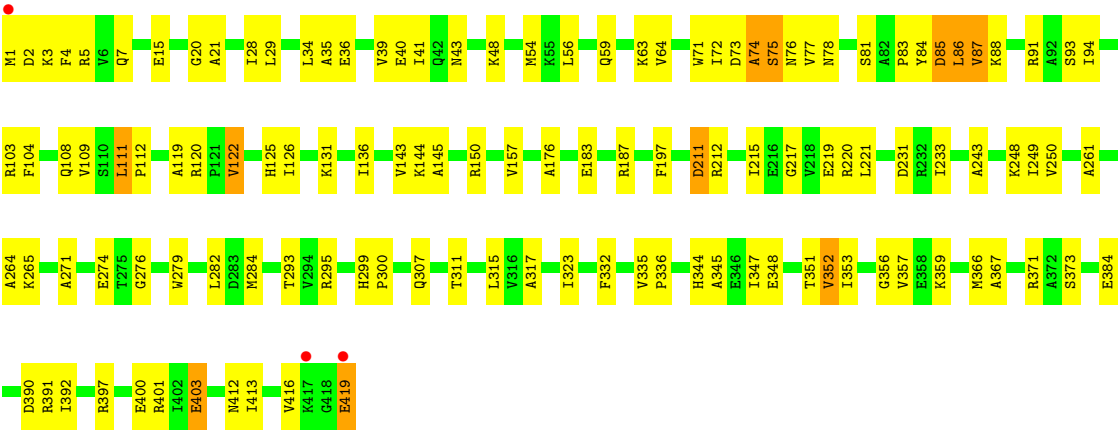 M1 D2 K3 F4 R5 V6 Q7 E15 G20 A21 I28 L29 L34 A35 E36 V39 E40 I41 Q42 N43 K48 M54 K55 L56 Q59 K63 V64 W71 I72 D73 A74 S75 N76 V77 N78 S81 A82 P83 Y84 D85 L86 V87 K88 R91 A92 S93 I94
R103 F104 Q108 V109 S110 L111 P112 A119 R120 P121 V122 H125 I126 K131 I136 V143 K144 A145 R150 V157 A176 E183 R187 F197 D211 R212 I215 E216 G217 V218 E219 R220 L221 D231 R232 I233 A243 K248 I249 V250 A261
A264 K265 A271 E274 T275 G276 W279 L282 D283 M284 T293 V294 R295 H299 P300 Q307 T311 L315 V316 A317 I323 F332 V335 P336 H344 A345 E346 I347 E348 T351 V352 I353 G356 V357 E358 K359 M366 A367 R371 A372 S373 E384
D390 R391 I392 R397 E400 R401 I402 E403 N412 I413 V416 K417 G418 E419